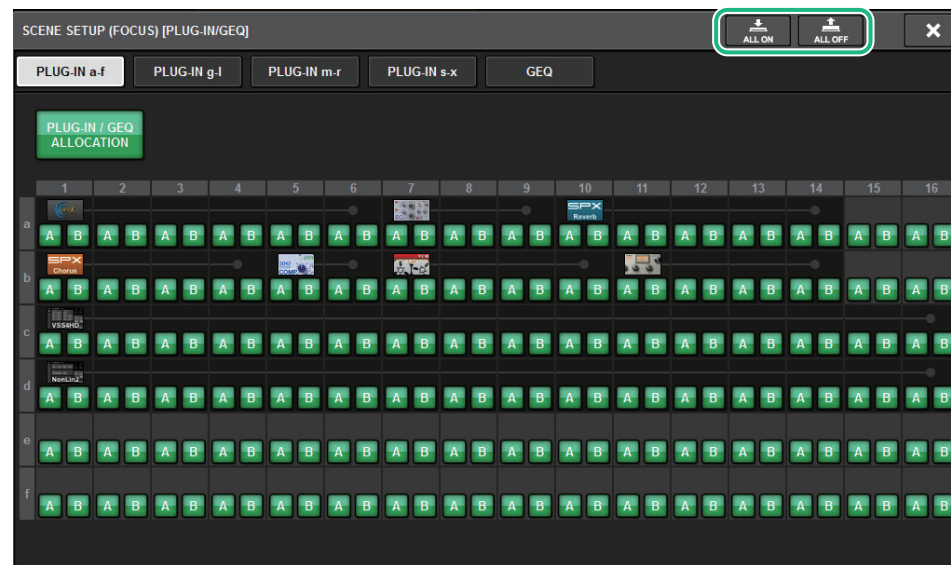 SCENE SETUP (FOCUS) [PLUG-IN/GEQ]
ALL ON ALL OFF
PLUG-IN a-f PLUG-IN g-l PLUG-IN m-r PLUG-IN s-x GEQ
PLUG-IN / GEQ
ALLOCATION
1 2 3 4 5 6 7 8 9 10 11 12 13 14 15 16
a
SPX
Reverb
A B A B A B A B A B A B A B A B A B A B A B A B A B A B A B A B
b
SPX
Chorus
COMP
A B A B A B A B A B A B A B A B A B A B A B A B A B A B A B A B
c
VSS4HD
A B A B A B A B A B A B A B A B A B A B A B A B A B A B A B A B
d
NonLin2
A B A B A B A B A B A B A B A B A B A B A B A B A B A B A B A B
e
A B A B A B A B A B A B A B A B A B A B A B A B A B A B A B A B
f
A B A B A B A B A B A B A B A B A B A B A B A B A B A B A B A B